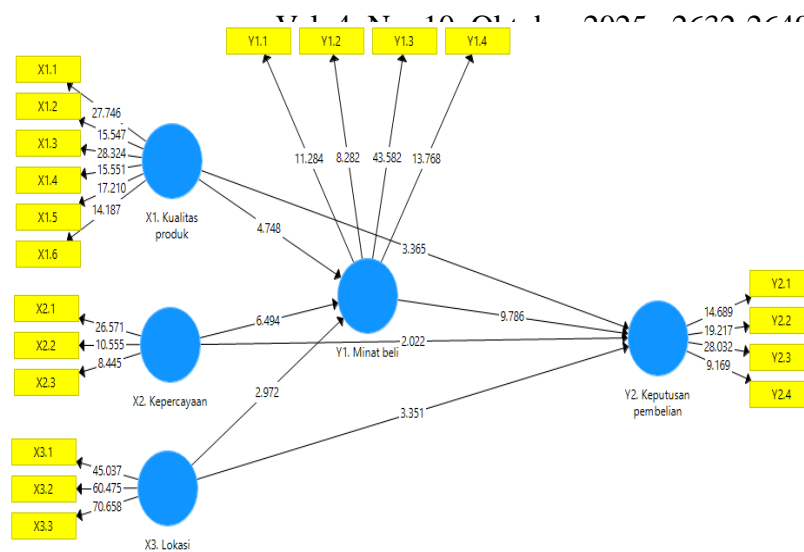 X1.1
X1.2
X1.3
X1.4
X1.5
X1.6
27.746
15.547
28.324
15.551
17.210
14.187
X1. Kualitas
produk
Y1.1
Y1.2
Y1.3
Y1.4
11.284
8.282
43.582
13.768
4.748
3.365
X2.1
X2.2
X2.3
26.571
10.555
8.445
X2. Kepercayaan
6.494
2.022
2.972
Y1. Minat beli
9.786
3.351
Y2.1
Y2.2
Y2.3
Y2.4
14.689
19.217
28.032
9.169
Y2. Keputusan
pembelian
X3.1
X3.2
X3.3
45.037
60.475
70.658
X3. Lokasi